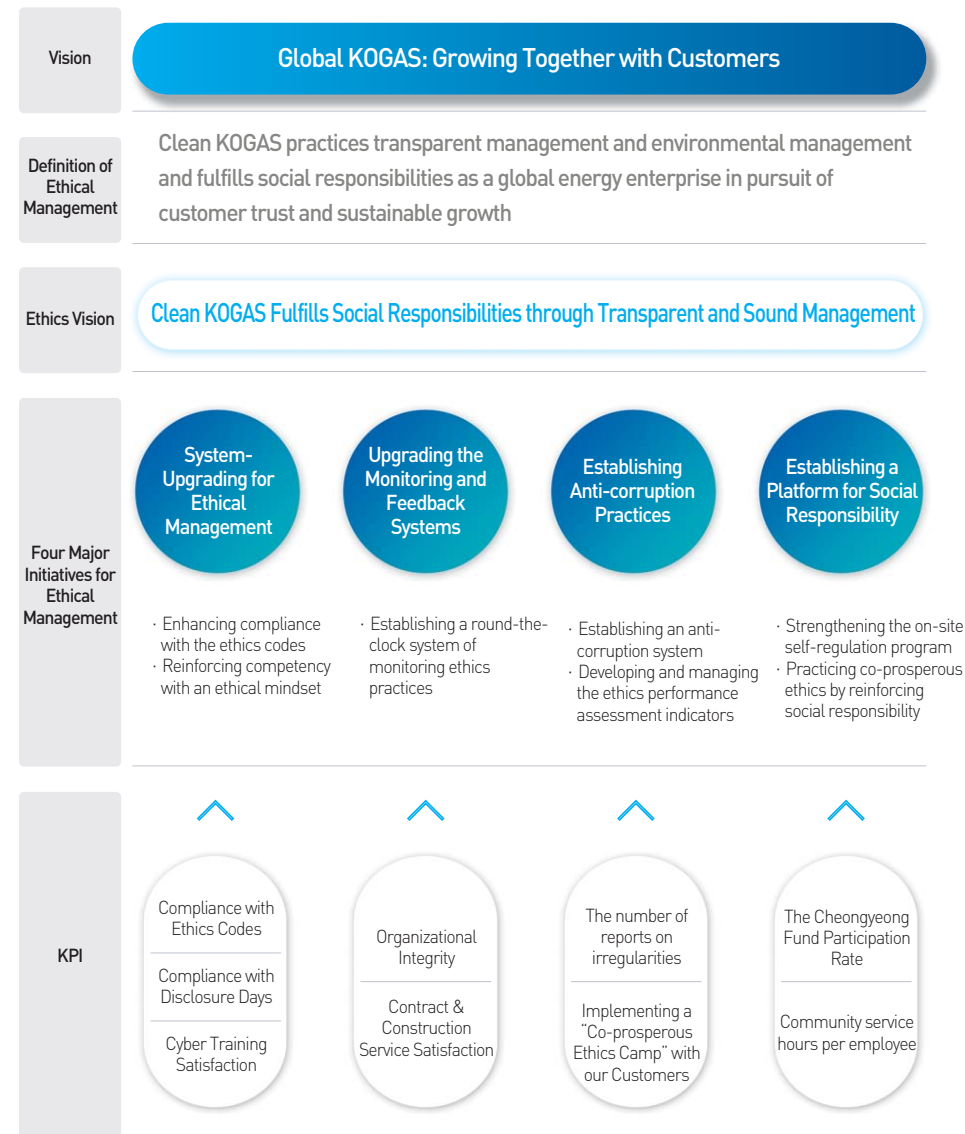 Vision
Global KOGAS: Growing Together with Customers
Definition of
Ethical
Management
Clean KOGAS practices transparent management and environmental management
and fulfills social responsibilities as a global energy enterprise in pursuit of
customer trust and sustainable growth
Ethics Vision
Clean KOGAS Fulfills Social Responsibilities through Transparent and Sound Management
Four Major
Initiatives for
Ethical
Management
System-
Upgrading for
Ethical
Management
· Enhancing compliance
with the ethics codes
· Reinforcing competency
with an ethical mindset
Upgrading the
Monitoring and
Feedback
Systems
· Establishing a round-the-
clock system of
monitoring ethics
practices
Establishing
Anti-corruption
Practices
· Establishing an anti-
corruption system
· Developing and managing
the ethics performance
assessment indicators
Establishing a
Platform for Social
Responsibility
· Strengthening the on-site
self-regulation program
· Practicing co-prosperous
ethics by reinforcing
social responsibility
KPI
Compliance with
Ethics Codes
Compliance with
Disclosure Days
Cyber Training
Satisfaction
Organizational
Integrity
Contract &
Construction
Service Satisfaction
The number of
reports on
irregularities
Implementing a
“Co-prosperous
Ethics Camp” with
our Customers
The Cheongyeong
Fund Participation
Rate
Community service
hours per employee